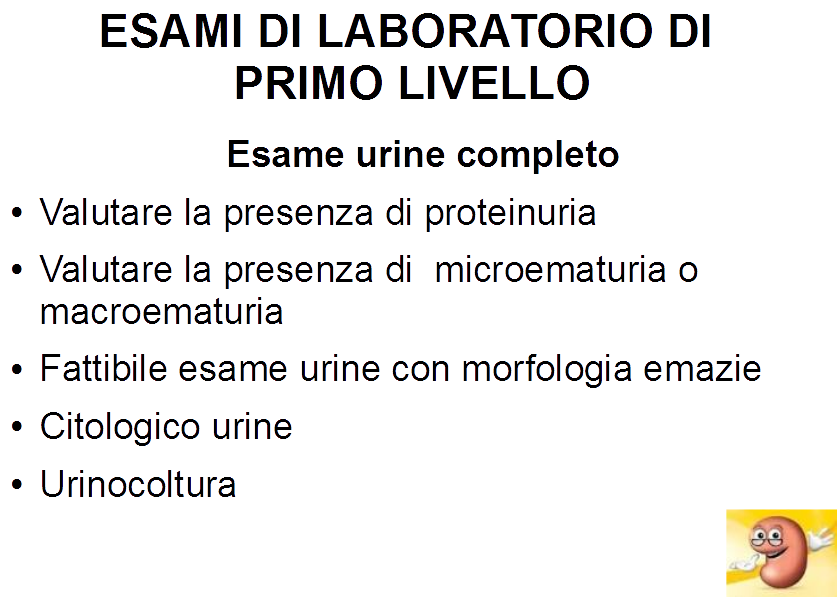 ESAMI DI LABORATORIO DI
PRIMO LIVELLO
Esame urine completo
• Valutare la presenza di proteinuria
• Valutare la presenza di  microematuria o
macroematuria
• Fattibile esame urine con morfologia emazie
• Citologico urine
• Urinocoltura